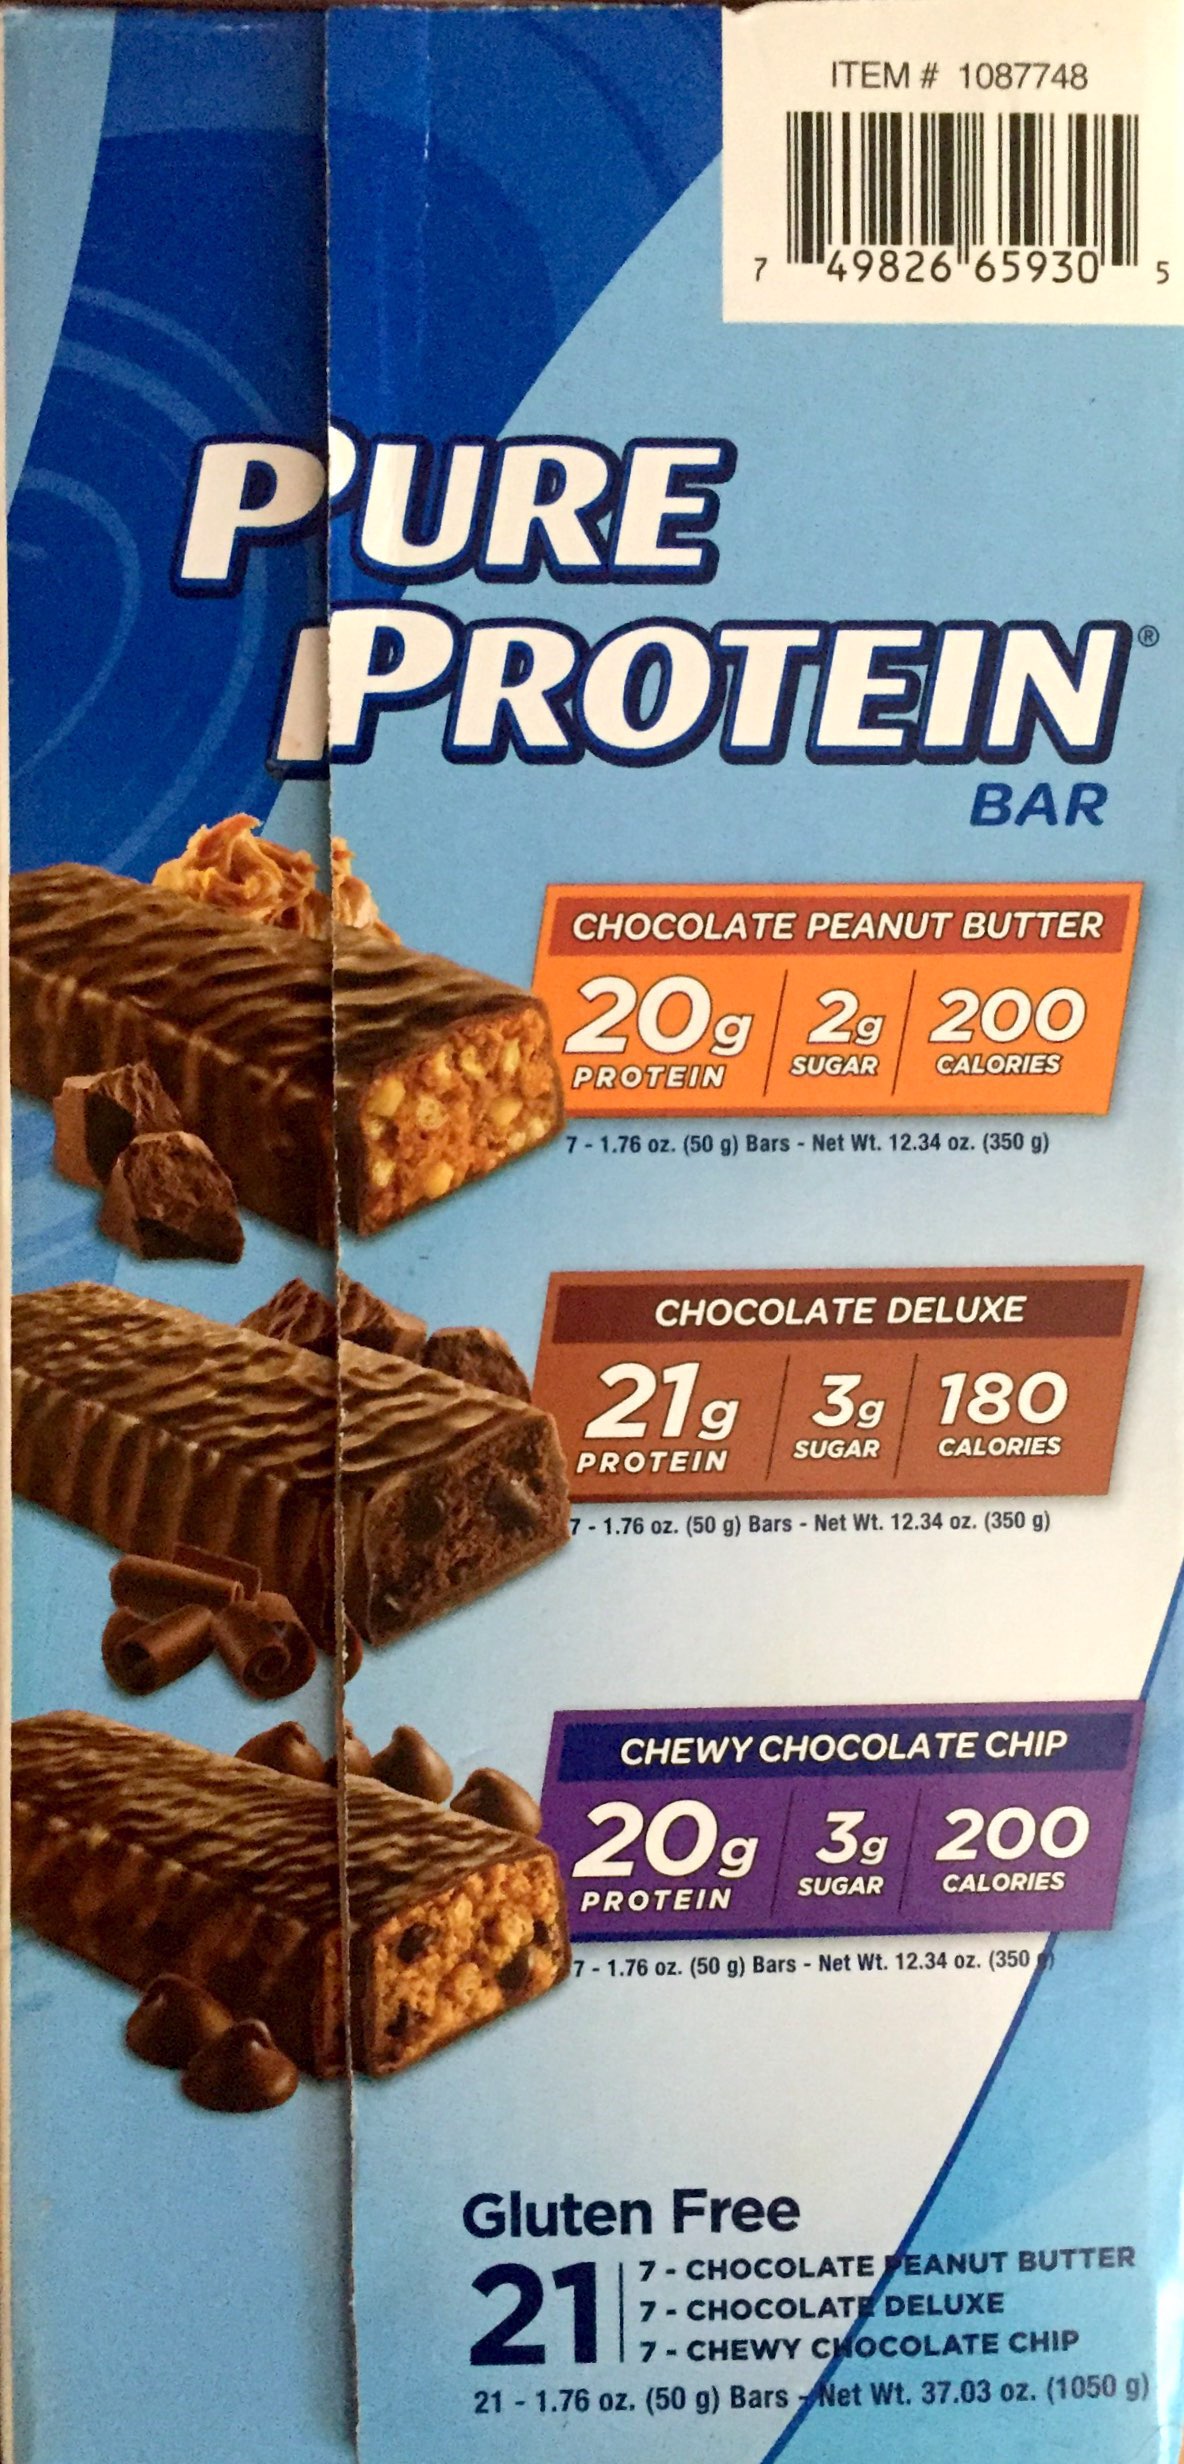 ITEM # 1087748
7 49826 65930 5
PURE
PROTEIN®
BAR
CHOCOLATE PEANUT BUTTER
20g 2g 200
PROTEIN SUGAR CALORIES
7 - 1.76 oz. (50 g) Bars - Net Wt. 12.34 oz. (350 g)
CHOCOLATE DELUXE
21g 3g 180
PROTEIN SUGAR CALORIES
7 - 1.76 oz. (50 g) Bars - Net Wt. 12.34 oz. (350 g)
CHEWY CHOCOLATE CHIP
20g 3g 200
PROTEIN SUGAR CALORIES
7 - 1.76 oz. (50 g) Bars - Net Wt. 12.34 oz. (350 g)
Gluten Free
21
7 - CHOCOLATE PEANUT BUTTER
7 - CHOCOLATE DELUXE
7 - CHEWY CHOCOLATE CHIP
21 - 1.76 oz. (50 g) Bars - Net Wt. 37.03 oz. (1050 g)